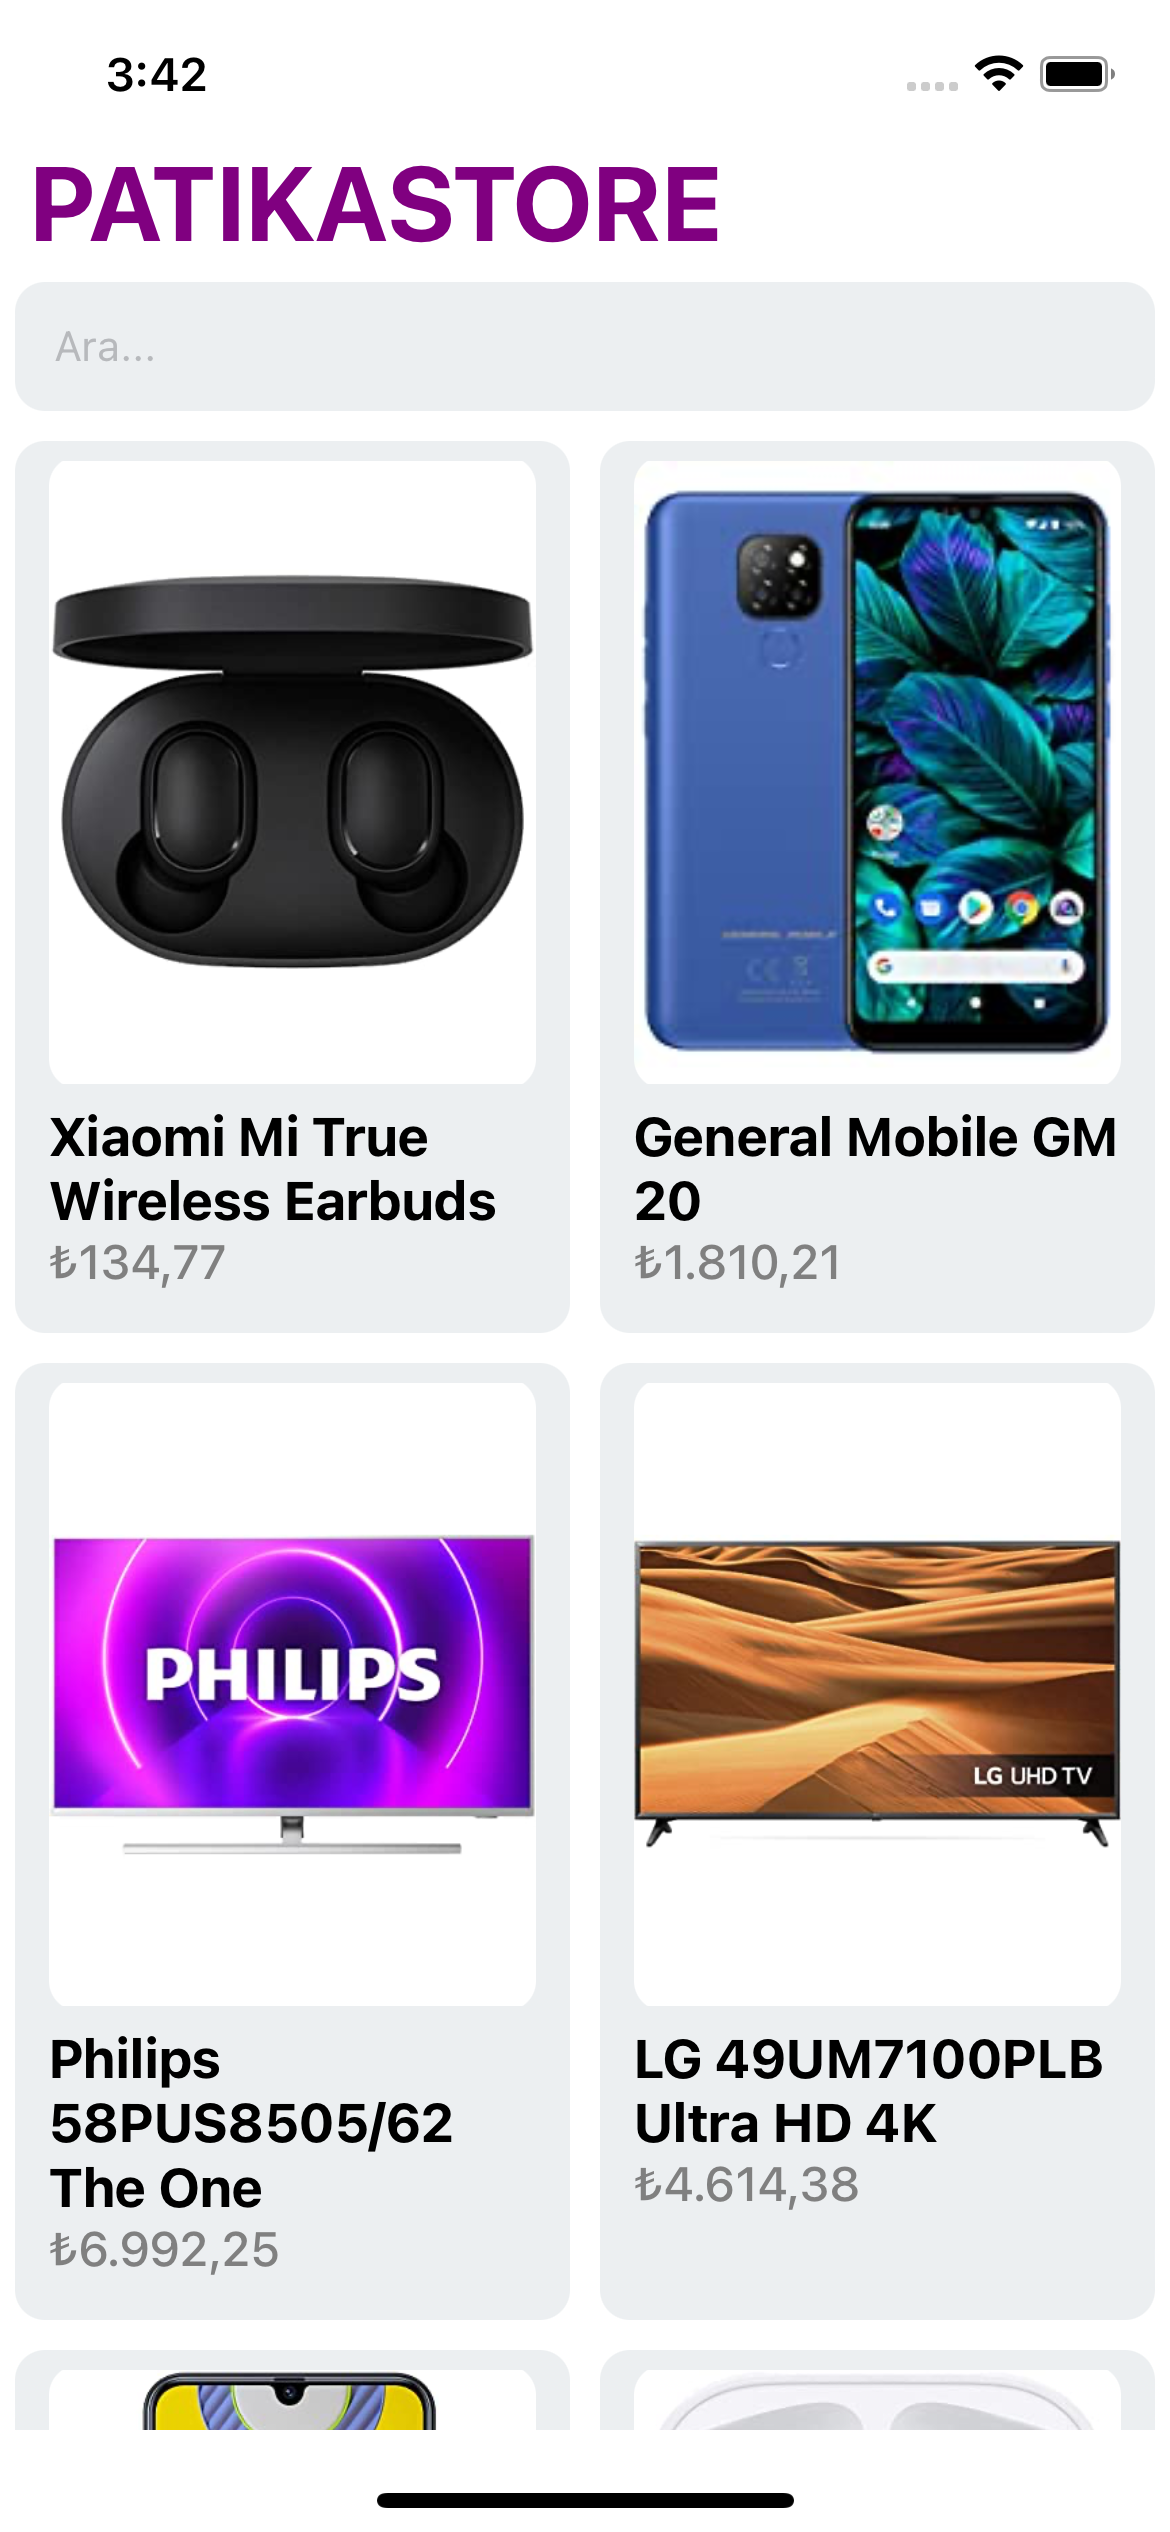 3:42
PATIKASTORE
Ara...
Xiaomi Mi True
Wireless Earbuds
₺134,77
General Mobile GM
20
₺1.810,21
PHILIPS
LG UHD TV
Philips
58PUS8505/62
The One
₺6.992,25
LG 49UM7100PLB
Ultra HD 4K
₺4.614,38